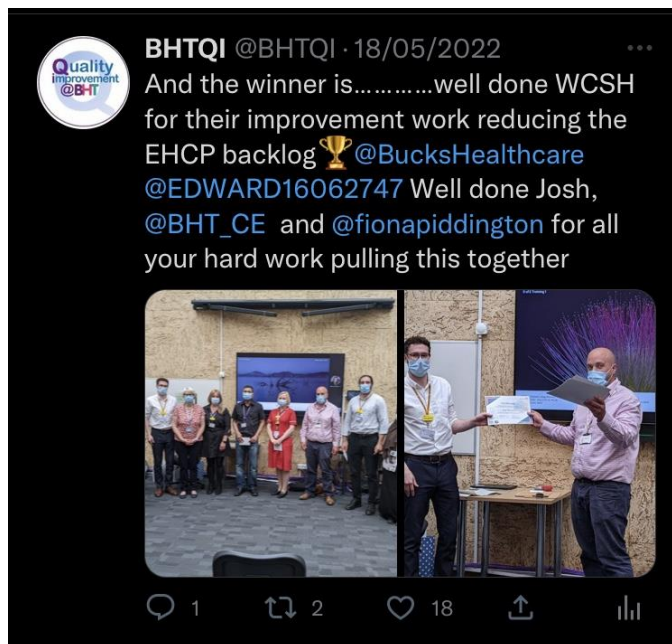 Quality
improvement
@BHT
BHTQI @BHTQI · 18/05/2022
And the winner is…………well done WCSH
for their improvement work reducing the
EHCP backlog🏆@BucksHealthcare
@EDWARD16062747 Well done Josh,
@BHT_CE and @fionapiddington for all
your hard work pulling this together
1
2
18